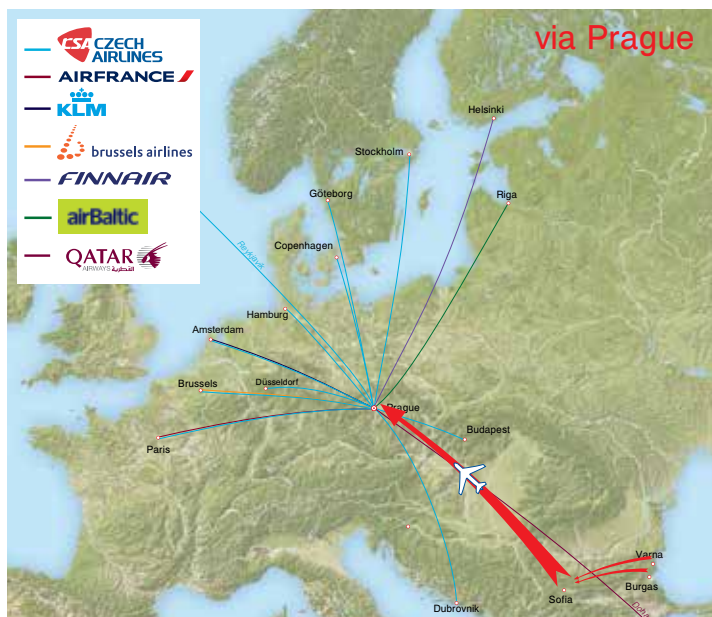 via Prague
CSA CZECH
AIRLINES
AIRFRANCE
KLM
brussels airlines
FINNAIR
airBaltic
QATAR
AIRWAYS القطرية
Helsinki
Stockholm
Göteborg
Riga
Copenhagen
Reykjavik
Hamburg
Amsterdam
Brussels
Düsseldorf
Prague
Budapest
Paris
Varna
Burgas
Sofia
Dubrovnik
Doha